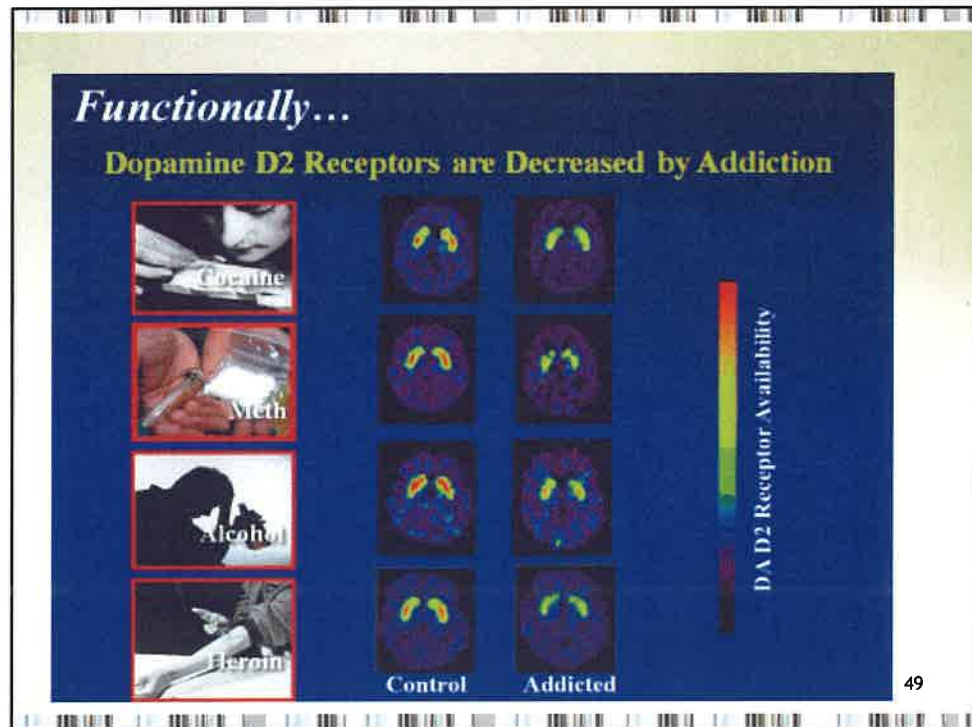 Functionally...
Dopamine D2 Receptors are Decreased by Addiction
Cocaine
Meth
Alcohol
Heroin
Control Addicted
DA D2 Receptor Availability
49